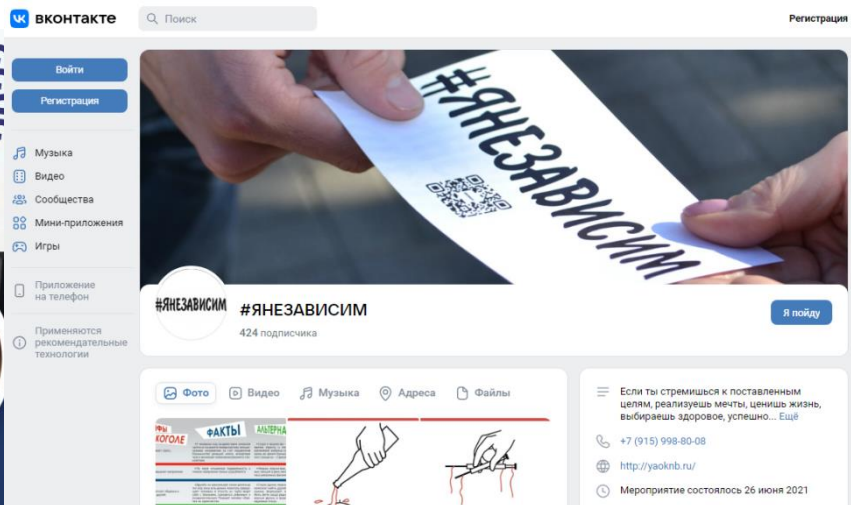 вконтакте
Поиск
Регистрация
Войти
Регистрация
Музыка
Видео
Сообщества
Мини-приложения
Игры
Приложение
на телефон
Применяются
рекомендательные
технологии
#ЯНЕЗАВИСИМ
#ЯНЕЗАВИСИМ
#ЯНЕЗАВИСИМ
424 подписчика
Я пойду
Фото
Видео
Музыка
Адреса
Файлы
ФАКТЫ
Если ты стремишься к поставленным
целям, реализуешь мечты, ценишь жизнь,
выбираешь здоровое, успешно... Ещё
+7 (915) 998-80-08
http://yaoknb.ru/
Мероприятие состоялось 26 июня 2021